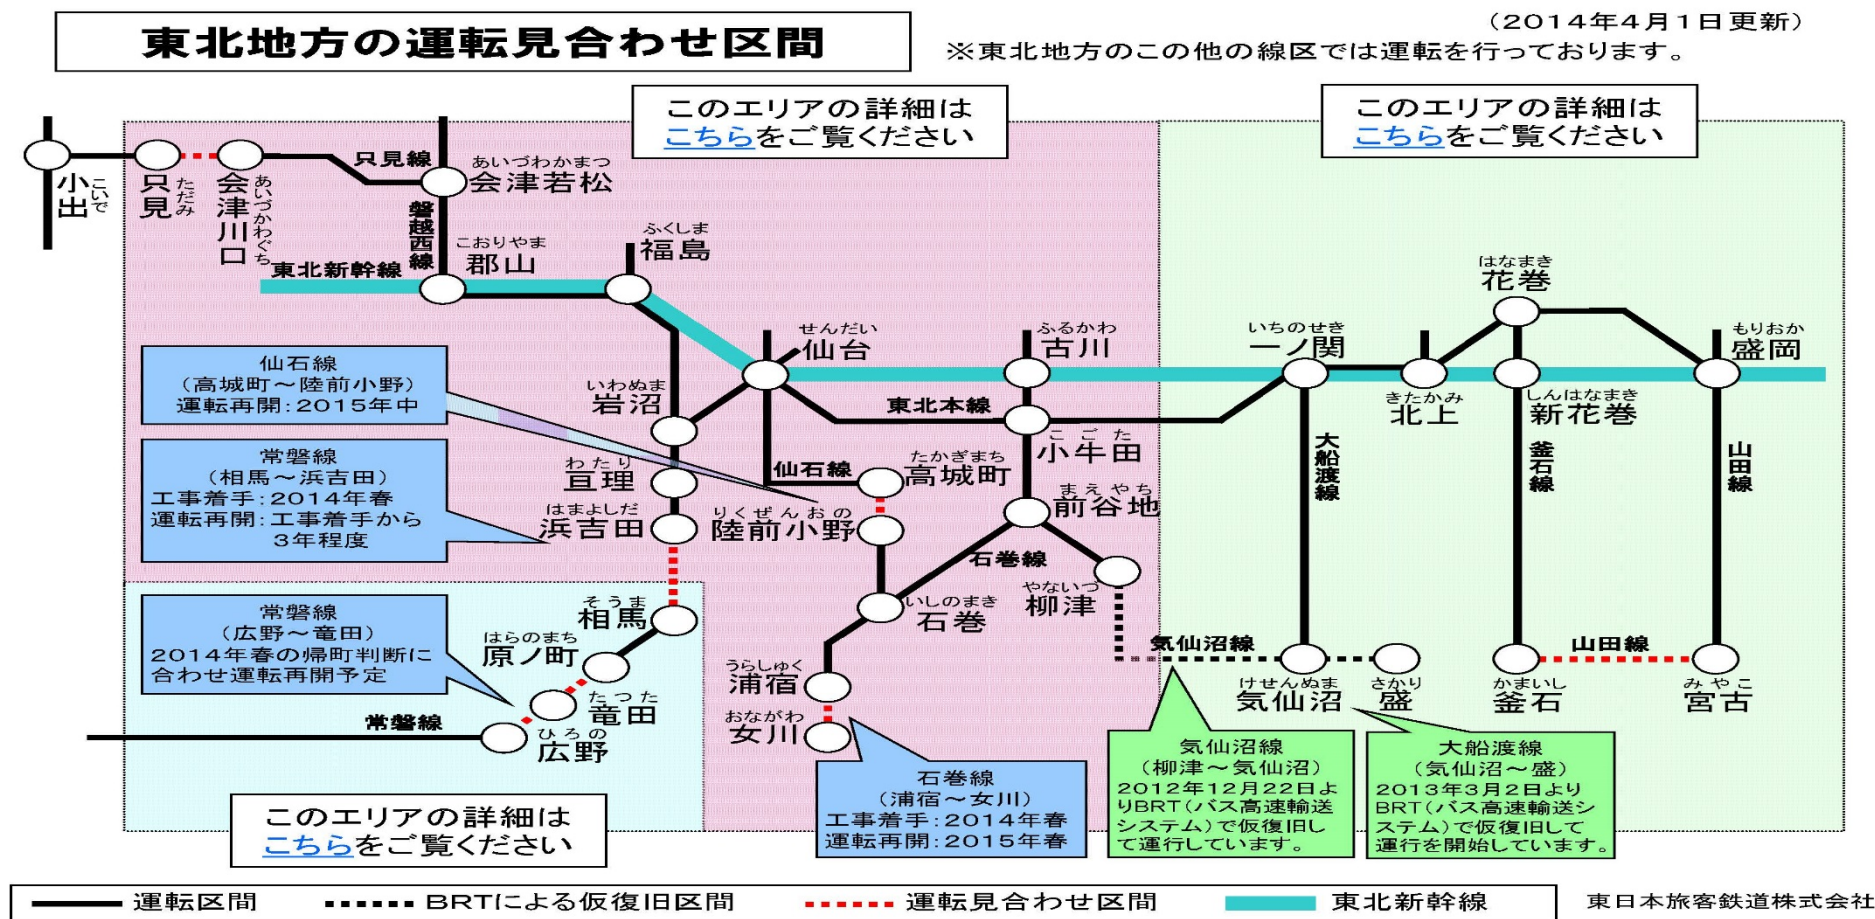 東北地方の運転見合わせ区間
(2014年4月1日更新)
※東北地方のこの他の線区では運転を行っております。
このエリアの詳細は
こちらをご覧ください
このエリアの詳細は
こちらをご覧ください
小出
こいで
只見
ただみ
会津川口
あいづかわぐち
只見線
あいづわかまつ
会津若松
磐越西線
こおりやま
郡山
ふくしま
福島
東北新幹線
せんだい
仙台
ふるかわ
古川
いちのせき
一ノ関
はなまき
花巻
もりおか
盛岡
きたかみ
北上
しんはなまき
新花巻
仙石線
(高城町~陸前小野)
運転再開:2015年中
いわぬま
岩沼
東北本線
こごた
小牛田
大船渡線
釜石線
山田線
常磐線
(相馬~浜吉田)
工事着手:2014年春
運転再開:工事着手から
3年程度
わたり
亘理
仙石線
たかぎまち
高城町
まえやち
前谷地
はまよしだ
浜吉田
りくぜんおの
陸前小野
石巻線
やないづ
柳津
いしのまき
石巻
そうま
相馬
はらのまち
原ノ町
常磐線
(広野~竜田)
2014年春の帰町判断に
合わせ運転再開予定
うらしゅく
浦宿
気仙沼線
山田線
けせんぬま
気仙沼
さかり
盛
かまいし
釜石
みやこ
宮古
たつた
竜田
常磐線
ひろの
広野
おながわ
女川
石巻線
(浦宿~女川)
工事着手:2014年春
運転再開:2015年春
気仙沼線
(柳津~気仙沼)
2012年12月22日よ
りBRT(バス高速輸送
システム)で仮復旧し
て運行しています。
大船渡線
(気仙沼~盛)
2013年3月2日より
BRT(バス高速輸送シ
ステム)で仮復旧して
運行を開始しています。
このエリアの詳細は
こちらをご覧ください
運転区間
BRTによる仮復旧区間
運転見合わせ区間
東北新幹線
東日本旅客鉄道株式会社